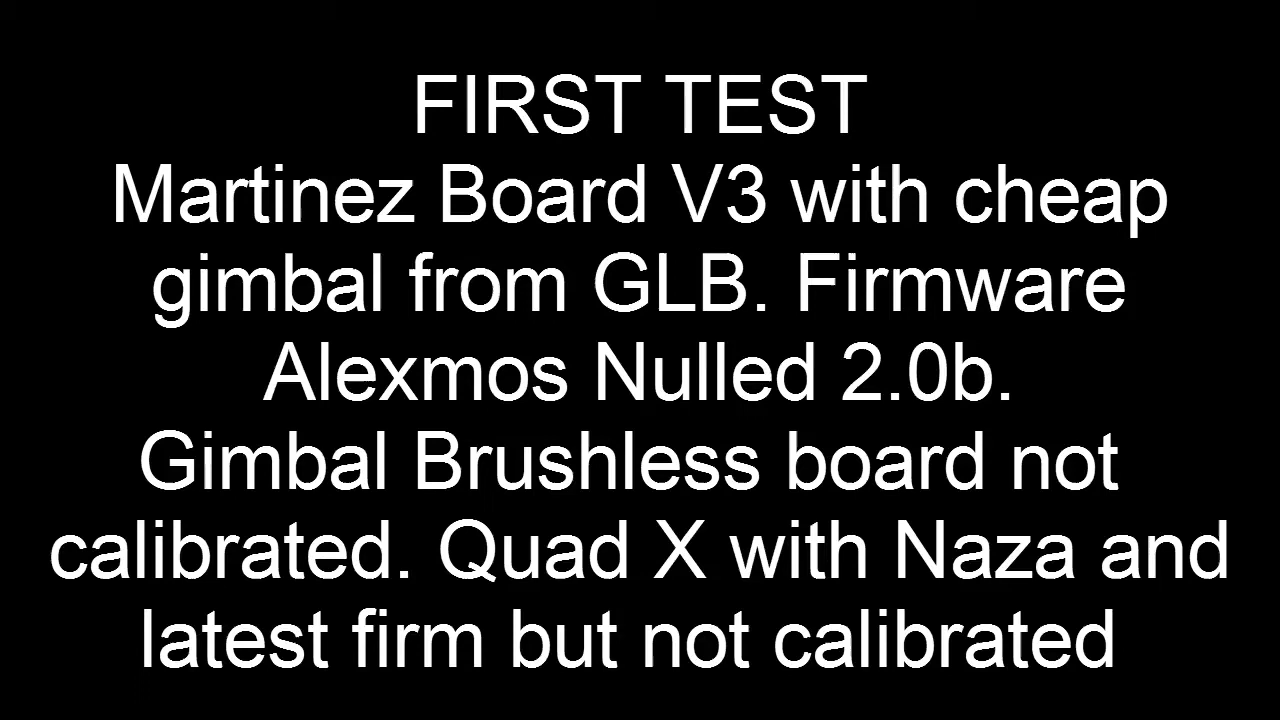 FIRST TEST
Martinez Board V3 with cheap
gimbal from GLB. Firmware
Alexmos Nulled 2.0b.
Gimbal Brushless board not
calibrated. Quad X with Naza and
latest firm but not calibrated